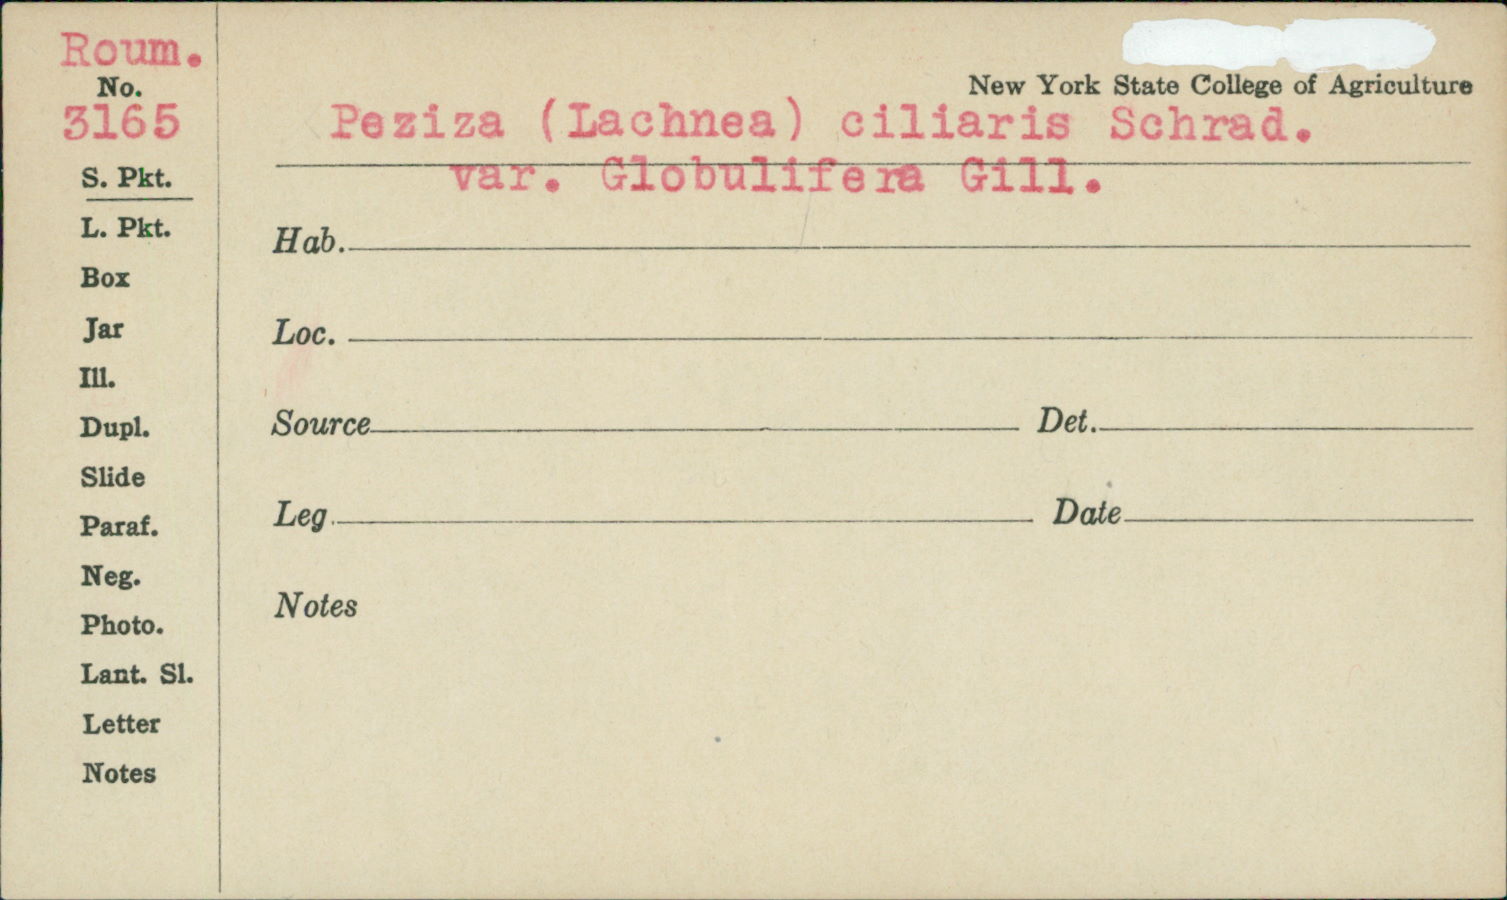 Roum.
No.
3165
S. Pkt.
L. Pkt.
Box
Jar
Ill.
Dupl.
Slide
Paraf.
Neg.
Photo.
Lant. Sl.
Letter
Notes
New York State College of Agriculture
Peziza (Lachnea) ciliaris Schrad.
var. Globulifera Gill.
Hab.
Loc.
Source Det.
Leg. Date
Notes